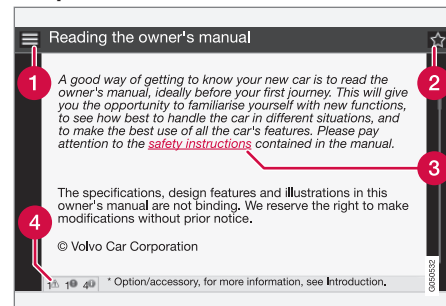 Reading the owner's manual
1
2
A good way of getting to know your new car is to read the
owner's manual, ideally before your first journey. This will give
you the opportunity to familiarise yourself with new functions,
to see how best to handle the car in different situations, and
to make the best use of all the car's features. Please pay
attention to the safety instructions contained in the manual.
3
The specifications, design features and illustrations in this
owner's manual are not binding. We reserve the right to make
modifications without prior notice.
4
© Volvo Car Corporation
1 1 4 * Option/accessory, for more information, see Introduction.
G050532